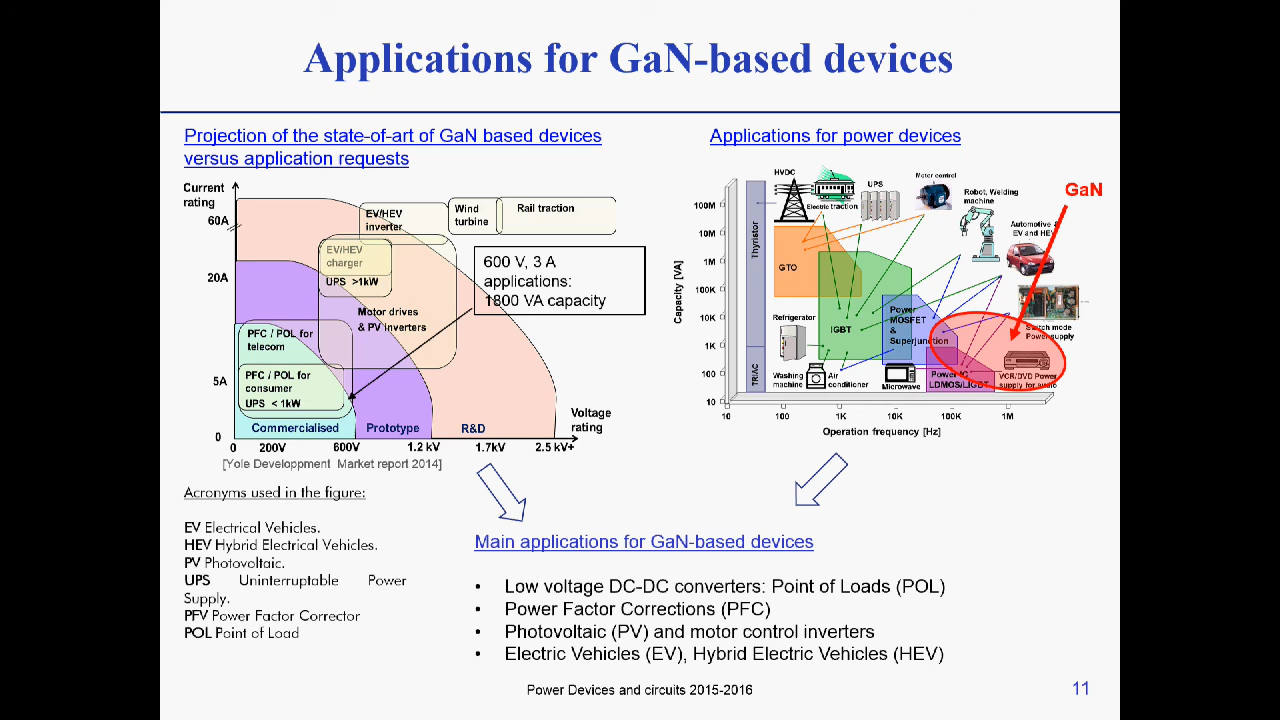 Applications for GaN-based devices
Projection of the state-of-art of GaN based devices
versus application requests
Current
rating
60A
20A
5A
0
EV/HEV
inverter
Wind
turbine
Rail traction
EV/HEV
charger
UPS >1kW
Motor drives
& PV inverters
600 V, 3 A
applications:
1800 VA capacity
PFC / POL for
telecom
PFC / POL for
consumer
UPS < 1kW
Commercialised
Prototype
R&D
Voltage
rating
0
200V
600V
1.2 kV
1.7kV
2.5 kV+
[Yole Developpment Market report 2014]
Acronyms used in the figure:
EV Electrical Vehicles.
HEV Hybrid Electrical Vehicles.
PV Photovoltaic.
UPS Uninterruptable Power
Supply.
PFV Power Factor Corrector
POL Point of Load
Applications for power devices
GaN
HVDC
Electric traction
UPS
Motor control
Robot, Welding
machine
Automotive
EV and HEV
Capacity [VA]
100M
10M
1M
100K
10K
1K
100
10
Thyristor
TRIAC
GTO
IGBT
Power
MOSFET
&
Superjunction
Power IC
LDMOS/LIGBT
Refrigerator
Washing
machine
Air
conditioner
Microwave
Switch mode
Power supply
VCR/DVD Power
supply for audio
10
100
1K
10K
100K
1M
Operation frequency [Hz]
Main applications for GaN-based devices
• Low voltage DC-DC converters: Point of Loads (POL)
• Power Factor Corrections (PFC)
• Photovoltaic (PV) and motor control inverters
• Electric Vehicles (EV), Hybrid Electric Vehicles (HEV)
Power Devices and circuits 2015-2016
11